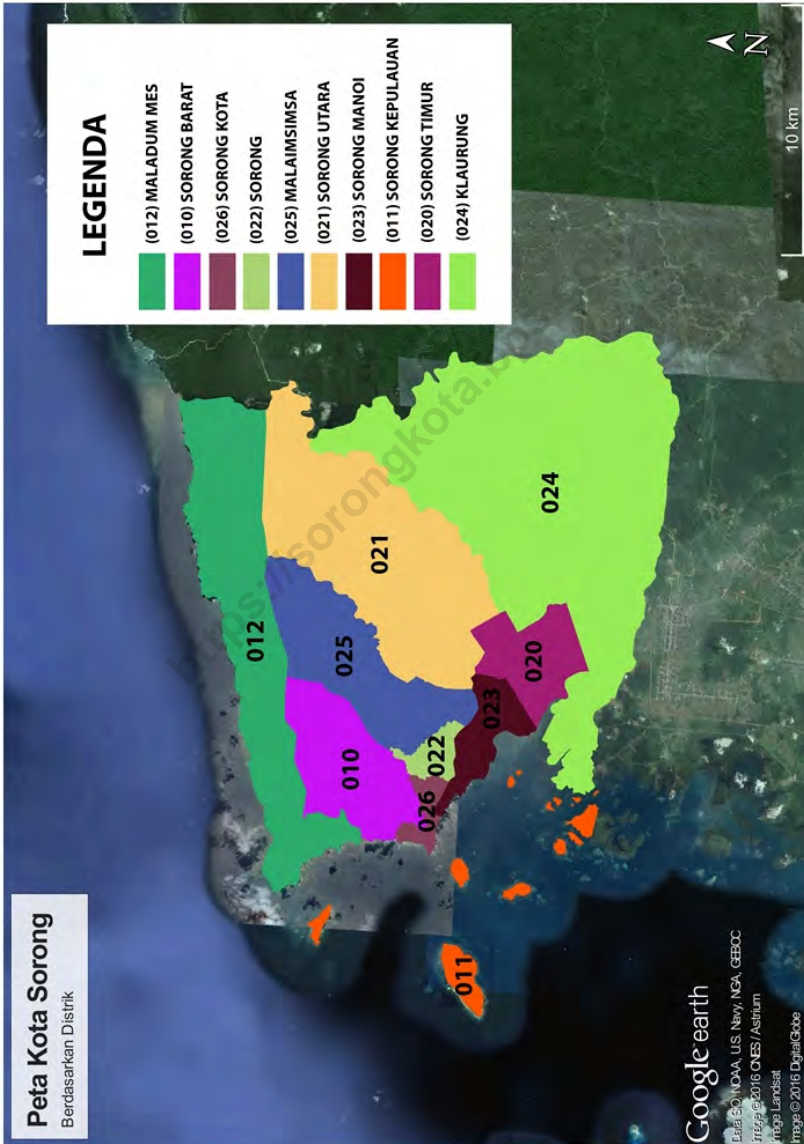 Peta Kota Sorong
Berdasarkan Distrik
LEGENDA
(012) MALADUM MES
(010) SORONG BARAT
(026) SORONG KOTA
(022) SORONG
(025) MALAIMSIMSA
(021) SORONG UTARA
(023) SORONG MANOI
(011) SORONG KEPULAUAN
(020) SORONG TIMUR
(024) KLAURUNG
012
021
025
010
024
022
020
023
026
011
N
10 km
Google earth
Data SIO, NOAA, U.S. Navy, NGA, GEBCO
Image © 2016 CNES / Astrium
Image Landsat
Image © 2016 DigitalGlobe